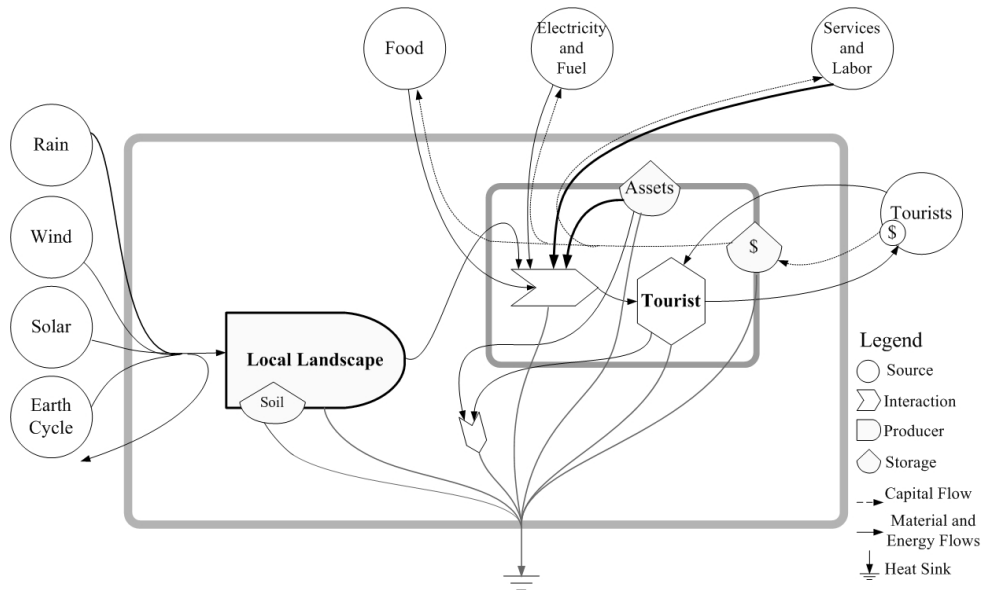 Food
Electricity
and
Fuel
Services
and
Labor
Rain
Wind
Solar
Earth
Cycle
Assets
Tourists
$
$
Tourist
Local Landscape
Soil
Legend
Source
Interaction
Producer
Storage
Capital Flow
Material and
Energy Flows
Heat Sink